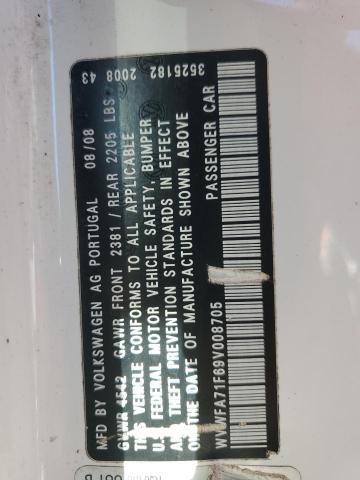 MFD BY VOLKSWAGEN AG PORTUGAL 08/08 2008 43 3525182
GVWR 4542 GAWR FRONT 2381 / REAR 2205 LBS
THIS VEHICLE CONFORMS TO ALL APPLICABLE
U.S. FEDERAL MOTOR VEHICLE SAFETY, BUMPER
AND THEFT PREVENTION STANDARDS IN EFFECT
ON THE DATE OF MANUFACTURE SHOWN ABOVE
WVWFA71F69V008705 PASSENGER CAR